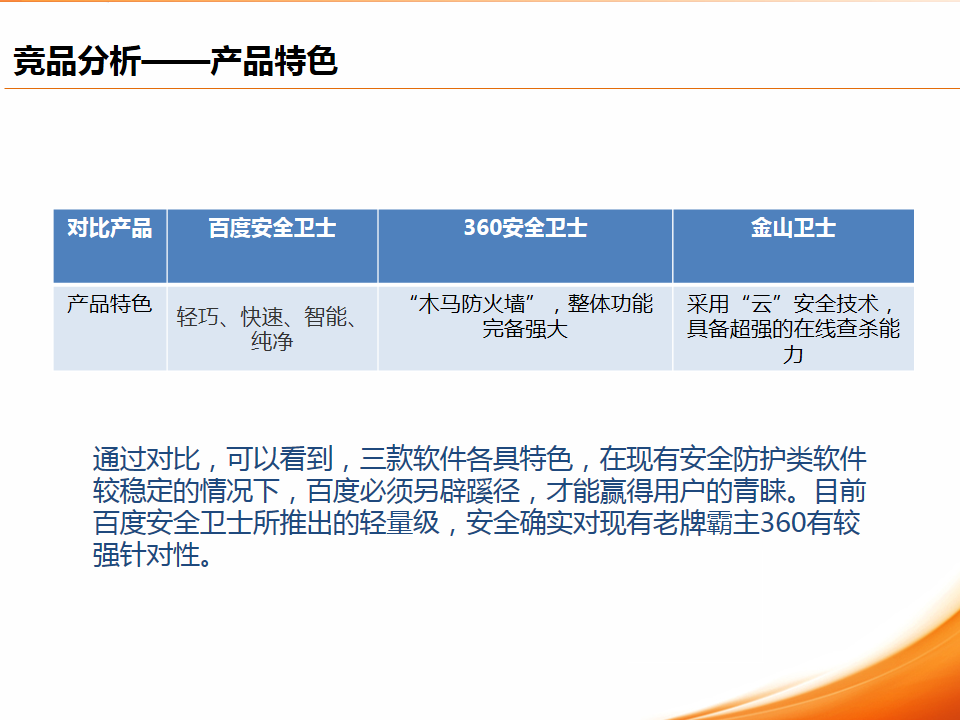 竞品分析——产品特色
对比产品 百度安全卫士 360安全卫士 金山卫士
产品特色
轻巧、快速、智能、
纯净
“木马防火墙”，整体功能
完备强大
采用“云”安全技术，
具备超强的在线查杀能
力
通过对比，可以看到，三款软件各具特色，在现有安全防护类软件
较稳定的情况下，百度必须另辟蹊径，才能赢得用户的青睐。目前
百度安全卫士所推出的轻量级，安全确实对现有老牌霸主360有较
强针对性。